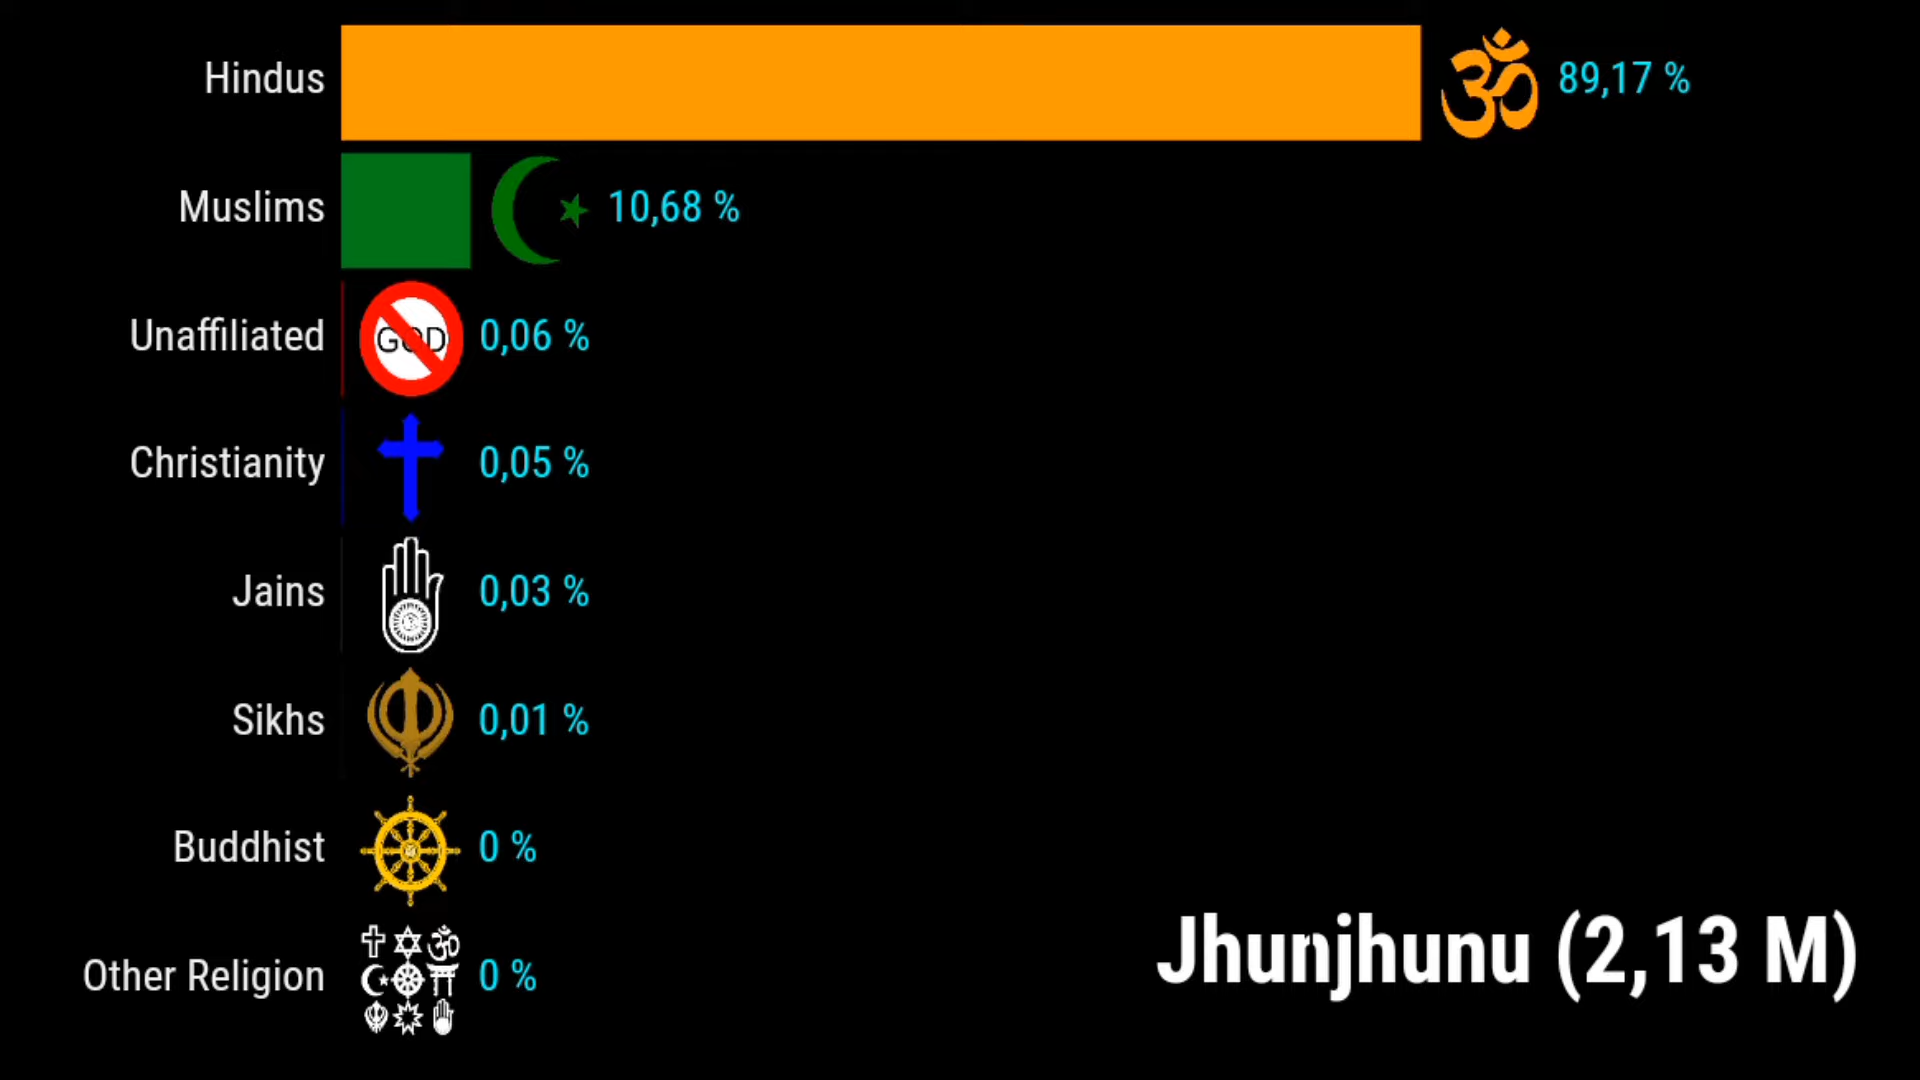 Hindus 89,17 %
Muslims 10,68 %
Unaffiliated GOD 0,06 %
Christianity 0,05 %
Jains 0,03 %
Sikhs 0,01 %
Buddhist 0 %
Other Religion 0 %
Jhunjhunu (2,13 M)